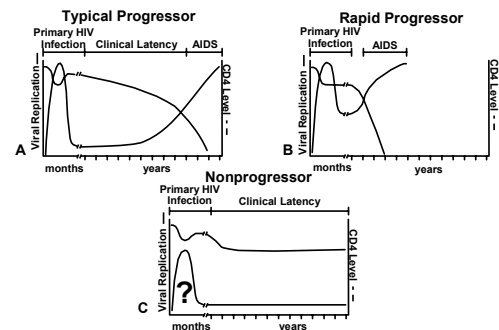 Typical Progressor
Primary HIV
Infection
Clinical Latency
AIDS
Viral Replication —
CD4 Level - –
A
months
years
Rapid Progressor
Primary HIV
Infection
AIDS
Viral Replication —
CD4 Level - –
B
months
years
Nonprogressor
Primary HIV
Infection
Clinical Latency
Viral Replication —
CD4 Level - –
?
C
months
years